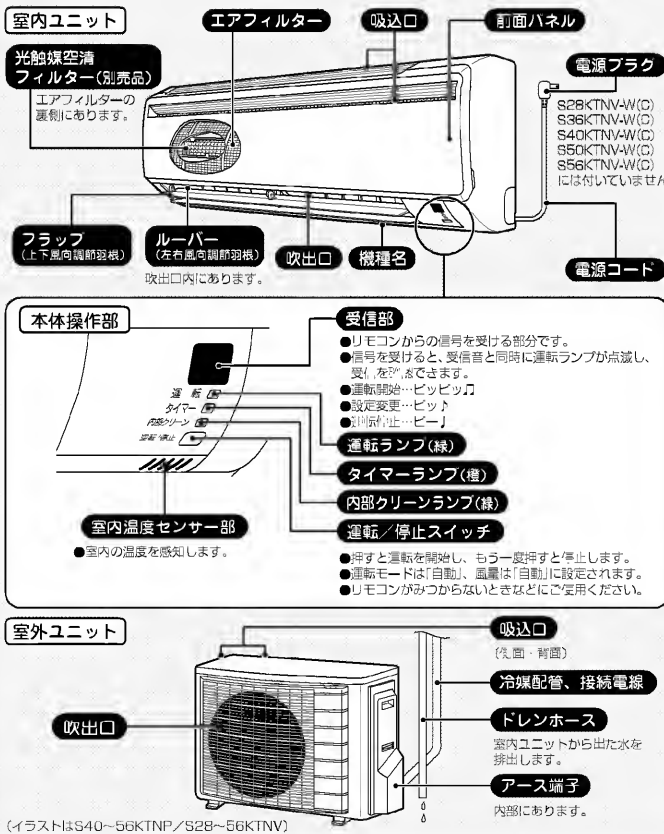 室内ユニット
エアフィルター
吸込口
前面パネル
光触媒空清
フィルター(別売品)
エアフィルターの
裏側にあります。
電源プラグ
S28KTNV-W(C)
S36KTNV-W(C)
S40KTNV-W(C)
S50KTNV-W(C)
S56KTNV-W(C)
には付いていません
フラップ
(上下風向調節羽根)
ルーバー
(左右風向調節羽根)
吹出口内にあります。
吹出口
機種名
電源コード
本体操作部
受信部
●リモコンからの信号を受ける部分です。
●信号を受けると、受信音と同時に運転ランプが点滅し、
できます。
●運転開始…ピッピッ♫
●設定変更…ピッ♪
●運転停止…ピー♩
運転
タイマー
内部クリーン
運転/停止
運転ランプ(緑)
タイマーランプ(橙)
内部クリーンランプ(緑)
運転/停止スイッチ
●押すと運転を開始し、もう一度押すと停止します。
●運転モードは「自動」、風量は「自動」に設定されます。
●リモコンがみつからないときなどにご使用ください。
室内温度センサー部
●室内の温度を感知します。
室外ユニット
吸込口
(側面・背面)
冷媒配管、接続電線
吹出口
ドレンホース
室内ユニットから出た水を
排出します。
アース端子
内部にあります。
(イラストはS40~56KTNP/S28~56KTNV)